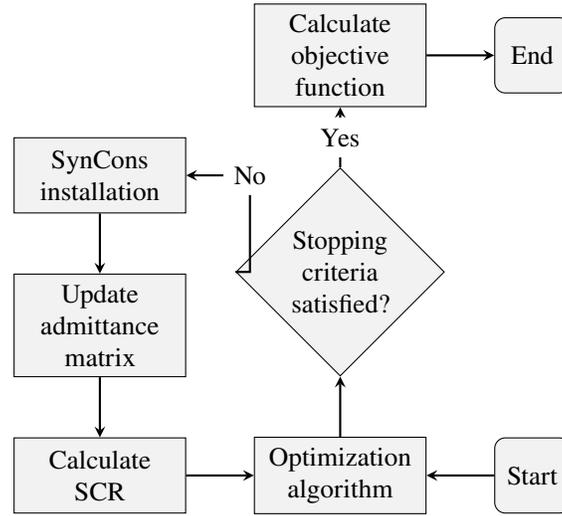 Calculate
objective
function
End
Yes
SynCons
installation
No
Stopping
criteria
satisfied?
Update
admittance
matrix
Calculate
SCR
Optimization
algorithm
Start